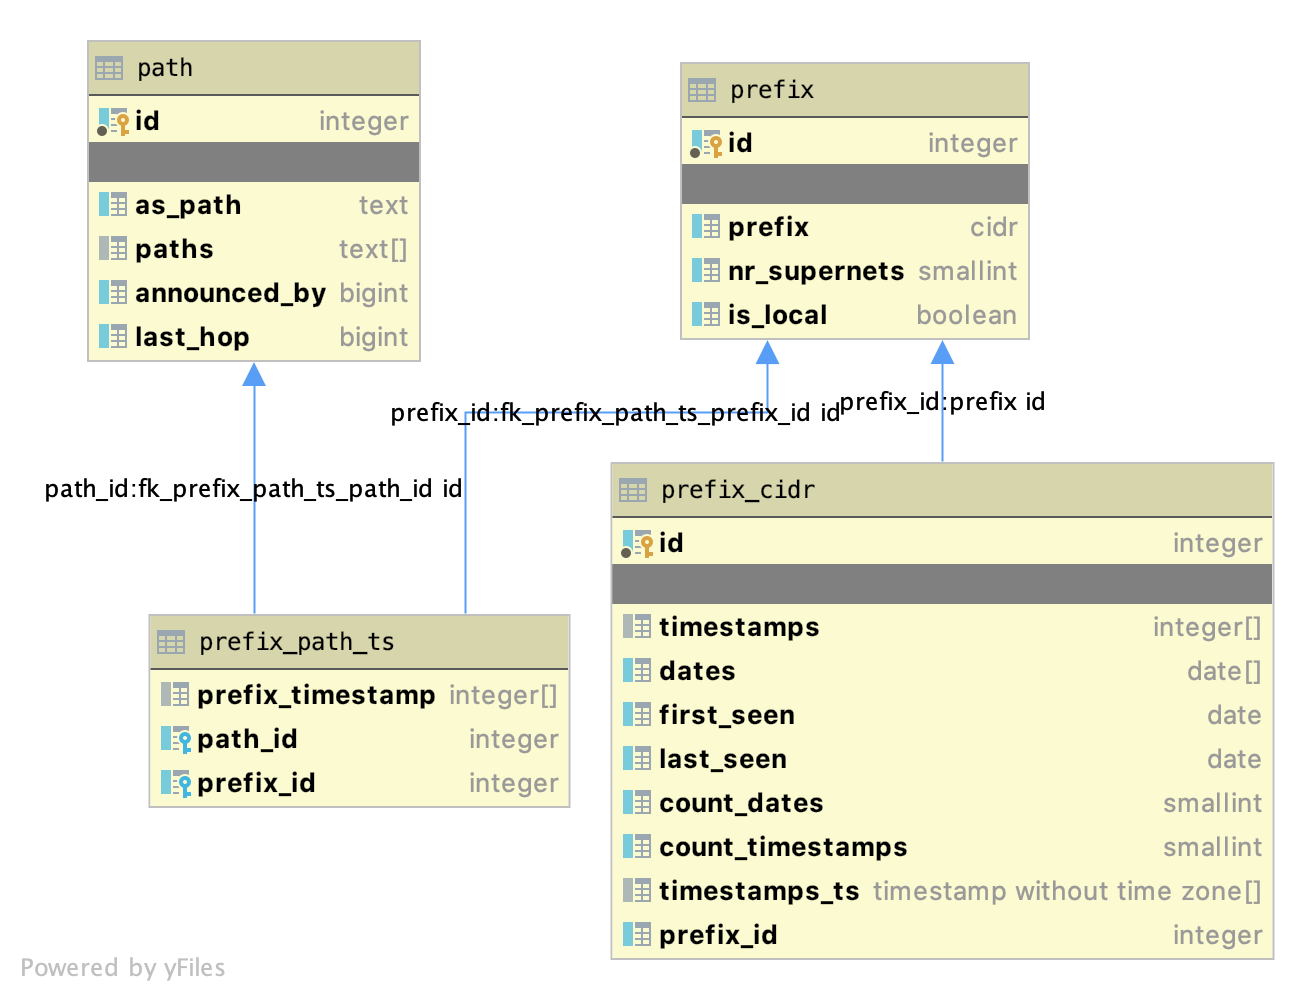 path
id integer
as_path text
paths text[]
announced_by bigint
last_hop bigint
prefix
id integer
prefix cidr
nr_supernets smallint
is_local boolean
prefix_id:fk_prefix_path_ts_prefix_id id
prefix_id:prefix id
path_id:fk_prefix_path_ts_path_id id
prefix_path_ts
prefix_timestamp integer[]
path_id integer
prefix_id integer
prefix_cidr
id integer
timestamps integer[]
dates date[]
first_seen date
last_seen date
count_dates smallint
count_timestamps smallint
timestamps_ts timestamp without time zone[]
prefix_id integer
Powered by yFiles